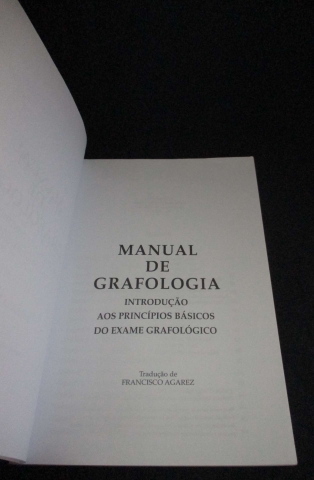 MANUAL
DE
GRAFOLOGIA
INTRODUÇÃO
AOS PRINCÍPIOS BÁSICOS
DO EXAME GRAFOLÓGICO
Tradução de
FRANCISCO AGAREZ